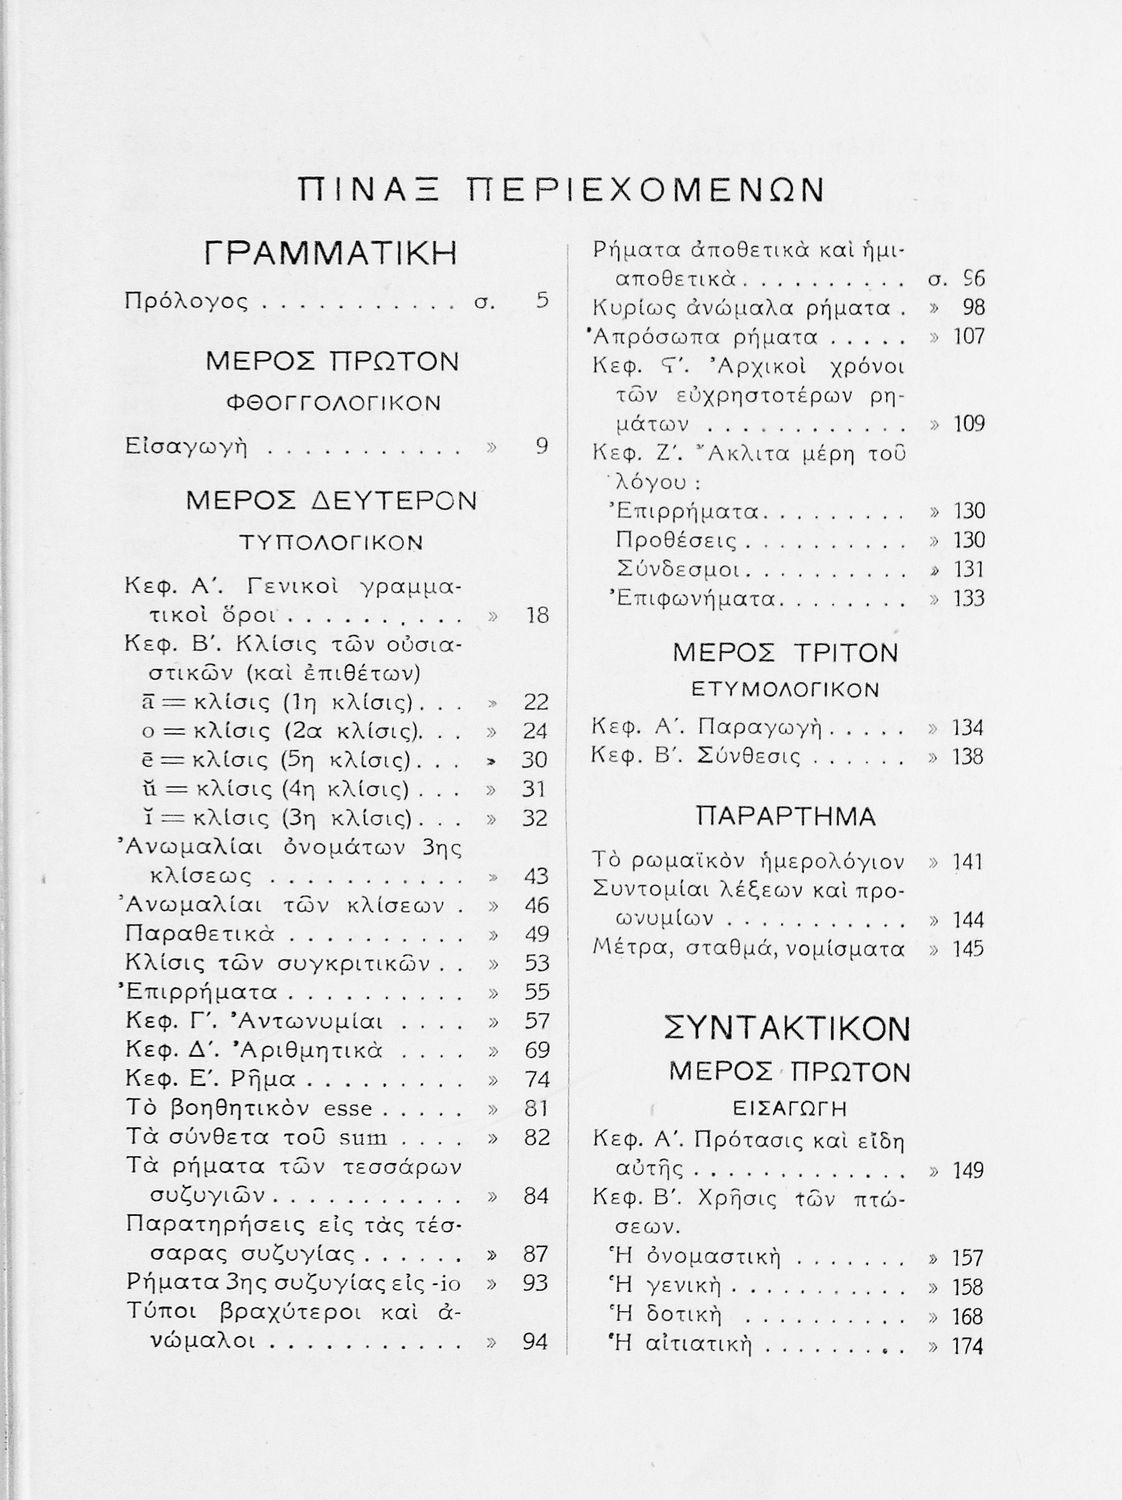 ΠΙΝΑΞ ΠΕΡΙΕΧΟΜΕΝΩΝ
ΓΡΑΜΜΑΤΙΚΗ
Πρόλογος . . . . . . . . . . . σ. 5
ΜΕΡΟΣ ΠΡΩΤΟΝ
ΦΘΟΓΓΟΛΟΓΙΚΟΝ
Εἰσαγωγὴ . . . . . . . . . . . » 9
ΜΕΡΟΣ ΔΕΥΤΕΡΟΝ
ΤΥΠΟΛΟΓΙΚΟΝ
Κεφ. Α΄. Γενικοὶ γραμμα-
τικοὶ ὅροι . . . . . . . . . . » 18
Κεφ. Β΄. Κλίσις τῶν οὐσια-
στικῶν (καὶ ἐπιθέτων)
ā = κλίσις (1η κλίσις) . . . » 22
ο = κλίσις (2α κλίσις). . . » 24
ē = κλίσις (5η κλίσις) . . . » 30
ŭ = κλίσις (4η κλίσις) . . . » 31
ĭ = κλίσις (3η κλίσις) . . . » 32
Ἀνωμαλίαι ὀνομάτων 3ης
κλίσεως . . . . . . . . . . . » 43
Ἀνωμαλίαι τῶν κλίσεων . » 46
Παραθετικὰ . . . . . . . . . . » 49
Κλίσις τῶν συγκριτικῶν . . » 53
Ἐπιρρήματα . . . . . . . . . . » 55
Κεφ. Γ΄. Ἀντωνυμίαι . . . . » 57
Κεφ. Δ΄. Ἀριθμητικὰ . . . . » 69
Κεφ. Ε΄. Ρῆμα . . . . . . . . . » 74
Τὸ βοηθητικὸν esse . . . . . » 81
Τὰ σύνθετα τοῦ sum . . . . » 82
Τὰ ρήματα τῶν τεσσάρων
συζυγιῶν . . . . . . . . . . . » 84
Παρατηρήσεις εἰς τὰς τέσ-
σαρας συζυγίας . . . . . . » 87
Ρήματα 3ης συζυγίας εἰς -io » 93
Τύποι βραχύτεροι καὶ ἀ-
νώμαλοι . . . . . . . . . . . » 94
Ρήματα ἀποθετικὰ καὶ ἡμι-
αποθετικὰ . . . . . . . . . . σ. 96
Κυρίως ἀνώμαλα ρήματα . » 98
Ἀπρόσωπα ρήματα . . . . . » 107
Κεφ. Ϛ΄. Ἀρχικοὶ χρόνοι
τῶν εὐχρηστοτέρων ρη-
μάτων . . . . . . . . . . . . » 109
Κεφ. Ζ΄. Ἄκλιτα μέρη τοῦ
λόγου :
Ἐπιρρήματα . . . . . . . . . » 130
Προθέσεις . . . . . . . . . . » 130
Σύνδεσμοι . . . . . . . . . . » 131
Ἐπιφωνήματα . . . . . . . . » 133
ΜΕΡΟΣ ΤΡΙΤΟΝ
ΕΤΥΜΟΛΟΓΙΚΟΝ
Κεφ. Α΄. Παραγωγὴ . . . . . » 134
Κεφ. Β΄. Σύνθεσις . . . . . . » 138
ΠΑΡΑΡΤΗΜΑ
Τὸ ρωμαϊκὸν ἡμερολόγιον » 141
Συντομίαι λέξεων καὶ προ-
ωνυμίων . . . . . . . . . . . » 144
Μέτρα, σταθμά, νομίσματα » 145
ΣΥΝΤΑΚΤΙΚΟΝ
ΜΕΡΟΣ ΠΡΩΤΟΝ
ΕΙΣΑΓΩΓΗ
Κεφ. Α΄. Πρότασις καὶ εἴδη
αὐτῆς . . . . . . . . . . . . . » 149
Κεφ. Β΄. Χρῆσις τῶν πτώ-
σεων.
Ἡ ὀνομαστικὴ . . . . . . . » 157
Ἡ γενικὴ . . . . . . . . . . . » 158
Ἡ δοτικὴ . . . . . . . . . . » 168
Ἡ αἰτιατικὴ . . . . . . . . . » 174